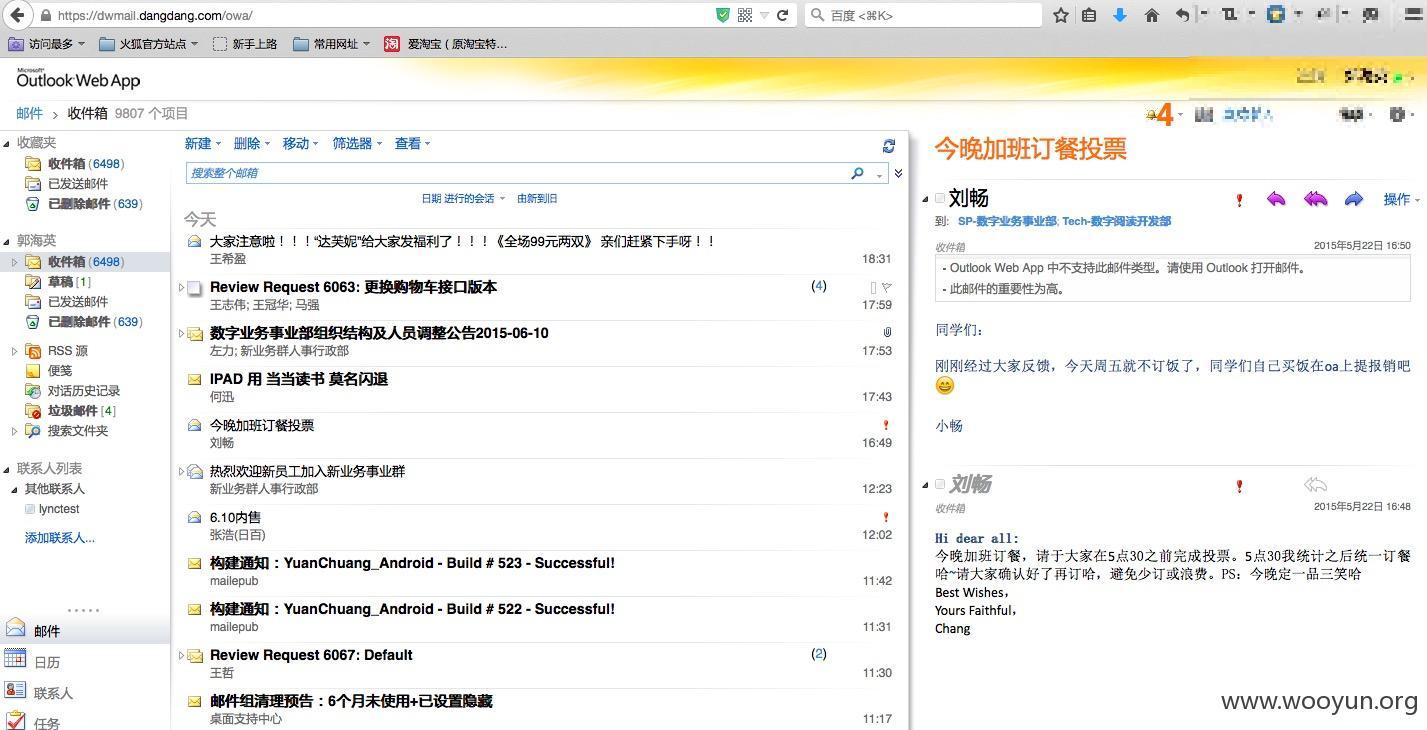 https://dwmail.dangdang.com/owa/
百度 <⌘K>
访问最多
火狐官方站点
新手上路
常用网址
淘
爱淘宝（原淘宝特...
Microsoft®
Outlook Web App
邮件 › 收件箱 9807 个项目
4
收藏夹
收件箱 (6498)
已发送邮件
已删除邮件 (639)
郭海英
收件箱 (6498)
草稿 [1]
已发送邮件
已删除邮件 (639)
RSS 源
便笺
对话历史记录
垃圾邮件 [4]
搜索文件夹
联系人列表
其他联系人
lynctest
添加联系人...
邮件
日历
联系人
任务
新建 删除 移动 筛选器 查看
搜索整个邮箱
日期 进行的会话 由新到旧
今天
大家注意啦！！！“达芙妮”给大家发福利了！！！《全场99元两双》 亲们赶紧下手呀！！
王希盈 18:31
Review Request 6063: 更换购物车接口版本 (4)
王志伟; 王冠华; 马强 17:59
数字业务事业部组织结构及人员调整公告2015-06-10
左力; 新业务群人事行政部 17:53
IPAD 用 当当读书 莫名闪退
何迅 17:43
今晚加班订餐投票
刘畅 16:49
热烈欢迎新员工加入新业务事业群
新业务群人事行政部 12:23
6.10内售
张浩(日百) 12:02
构建通知：YuanChuang_Android - Build # 523 - Successful!
mailepub 11:42
构建通知：YuanChuang_Android - Build # 522 - Successful!
mailepub 11:31
Review Request 6067: Default (2)
王哲 11:30
邮件组清理预告：6个月未使用+已设置隐藏
桌面支持中心 11:17
今晚加班订餐投票
刘畅 操作
到: SP-数字业务事业部; Tech-数字阅读开发部
收件箱 2015年5月22日 16:50
- Outlook Web App 中不支持此邮件类型。请使用 Outlook 打开邮件。
- 此邮件的重要性为高。
同学们：
刚刚经过大家反馈，今天周五就不订饭了，同学们自己买饭在oa上提报销吧
小畅
刘畅
收件箱 2015年5月22日 16:48
Hi dear all:
今晚加班订餐，请于大家在5点30之前完成投票。5点30我统计之后统一订餐
哈~请大家确认好了再订哈，避免少订或浪费。PS：今晚定一品三笑哈
Best Wishes，
Yours Faithful，
Chang
www.wooyun.org